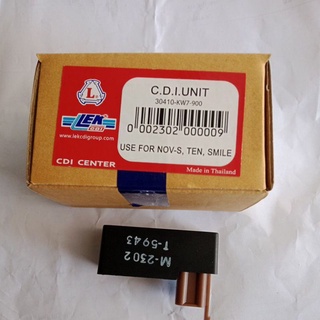 L
LEK
CDI
www.lekcdigroup.com
CDI CENTER
C.D.I.UNIT
30410-KW7-900
0 002302 000009
USE FOR NOV-S, TEN, SMILE
Made in Thailand
M-2302
T-5943